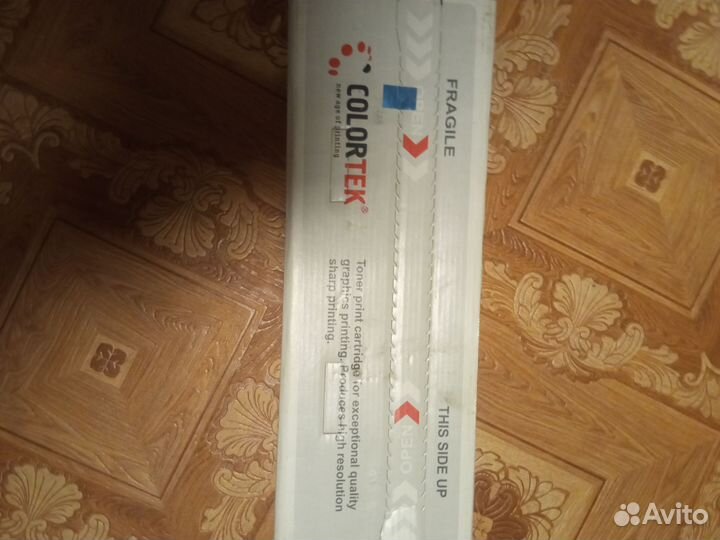 FRAGILE
THIS SIDE UP
OPEN
OPEN
COLORTEK®
new age of printing
Toner print cartridge for exceptional quality
graphics printing. Produces high resolution
sharp printing.
Avito